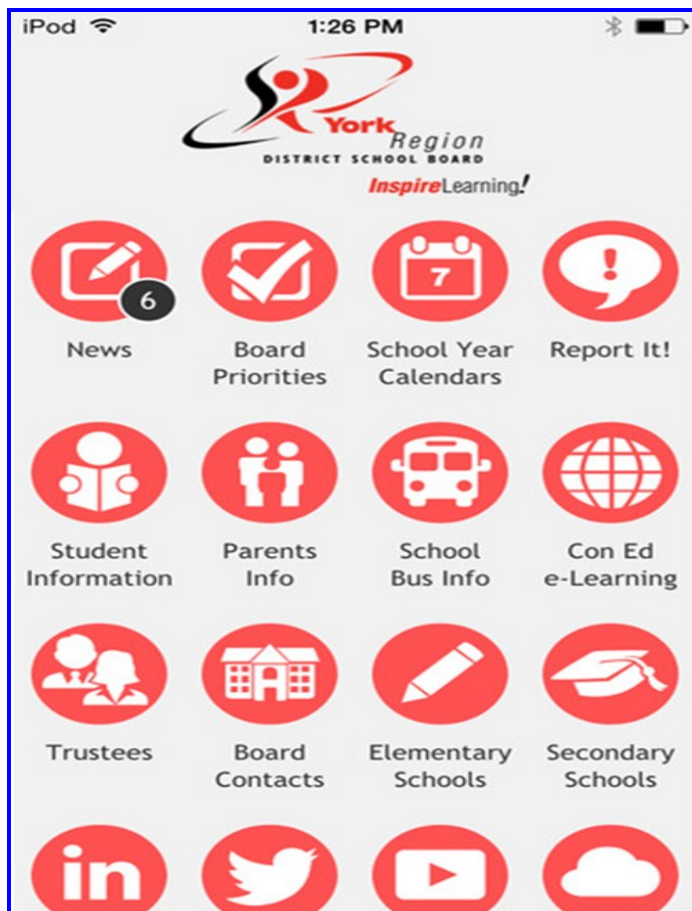 iPod 1:26 PM
York
Region
DISTRICT SCHOOL BOARD
InspireLearning!
7
6
News
Board
Priorities
School Year
Calendars
Report It!
Student
Information
Parents
Info
School
Bus Info
Con Ed
e-Learning
Trustees
Board
Contacts
Elementary
Schools
Secondary
Schools
in